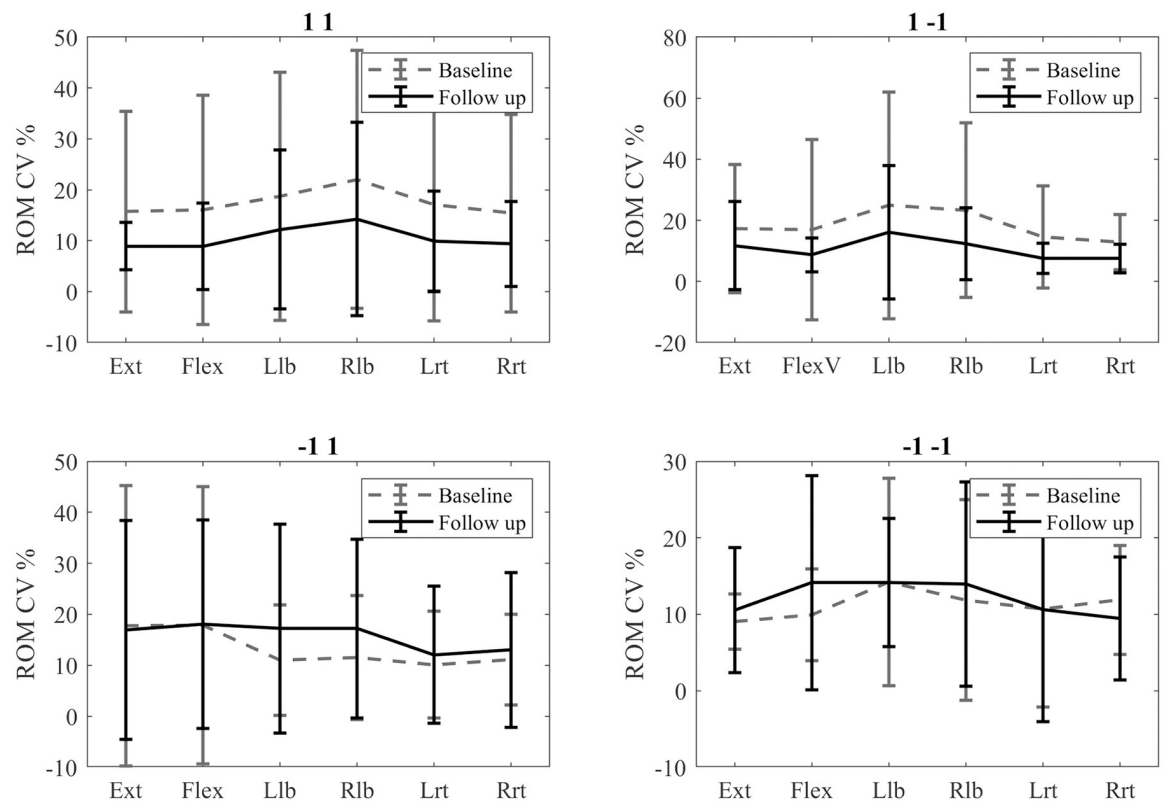 1 1
50
40
30
20
10
0
-10
ROM CV %
Baseline
Follow up
Ext Flex Llb Rlb Lrt Rrt
1 -1
80
60
40
20
0
-20
ROM CV %
Baseline
Follow up
Ext FlexV Llb Rlb Lrt Rrt
-1 1
50
40
30
20
10
0
-10
ROM CV %
Baseline
Follow up
Ext Flex Llb Rlb Lrt Rrt
-1 -1
30
20
10
0
-10
ROM CV %
Baseline
Follow up
Ext Flex Llb Rlb Lrt Rrt